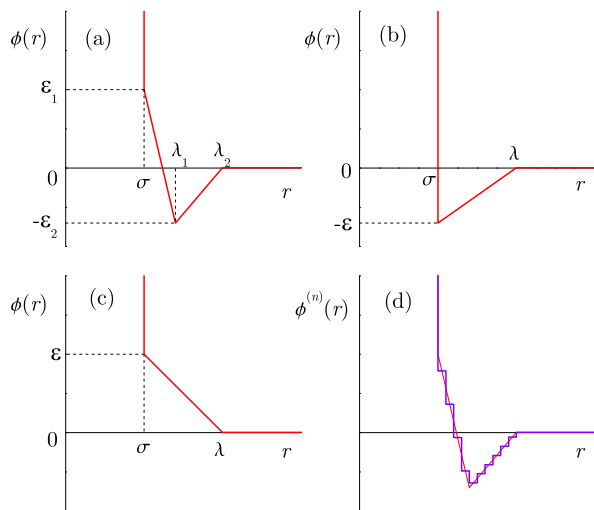 ϕ(r) (a)
ε₁
λ₁ λ₂
0
σ
r
-ε₂
ϕ(r) (b)
λ
0
σ
r
-ε
ϕ(r) (c)
ε
0
σ λ r
ϕ⁽ⁿ⁾(r) (d)
r